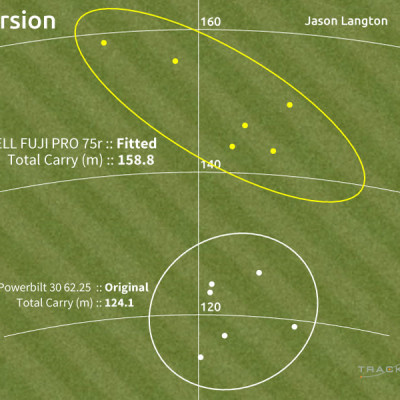 rsion
160
Jason Langton
ELL FUJI PRO 75r :: Fitted
Total Carry (m) :: 158.8
140
Powerbilt 30 62.25 :: Original
Total Carry (m) :: 124.1
120
TRACK